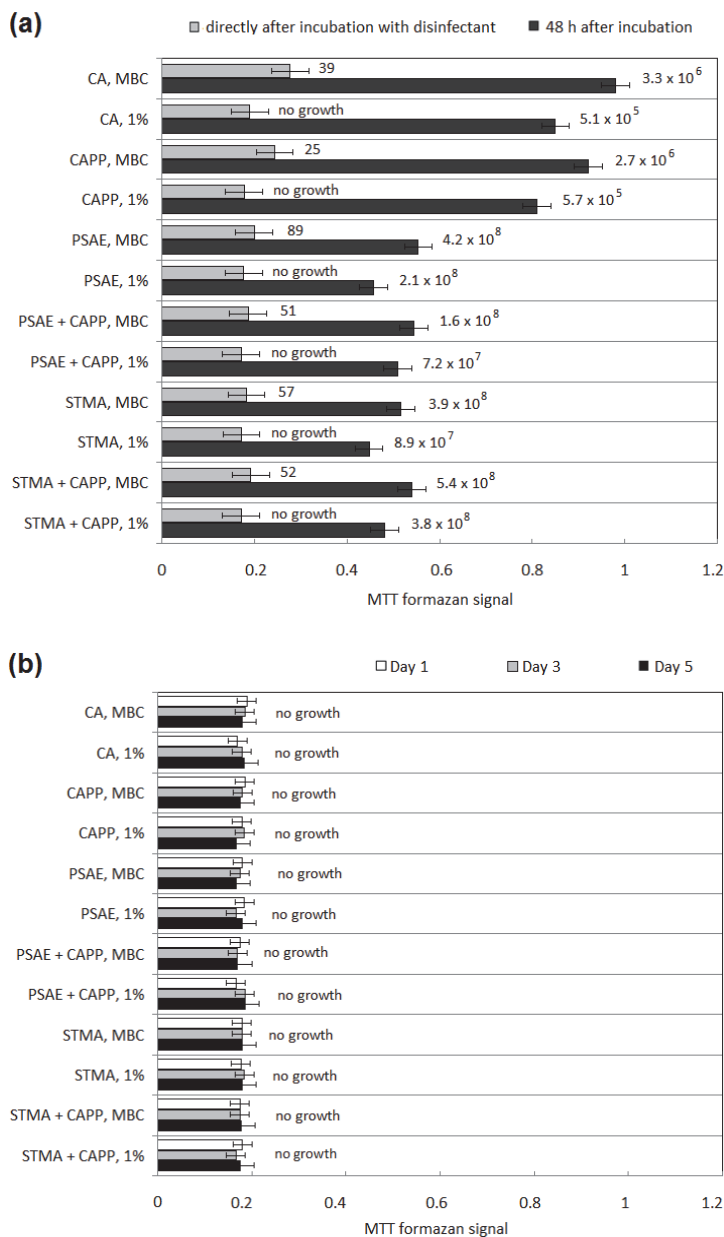 (a)
directly after incubation with disinfectant 48 h after incubation
CA, MBC 39 3.3 x 10^6
CA, 1% no growth 5.1 x 10^5
CAPP, MBC 25 2.7 x 10^6
CAPP, 1% no growth 5.7 x 10^5
PSAE, MBC 89 4.2 x 10^8
PSAE, 1% no growth 2.1 x 10^8
PSAE + CAPP, MBC 51 1.6 x 10^8
PSAE + CAPP, 1% no growth 7.2 x 10^7
STMA, MBC 57 3.9 x 10^8
STMA, 1% no growth 8.9 x 10^7
STMA + CAPP, MBC 52 5.4 x 10^8
STMA + CAPP, 1% no growth 3.8 x 10^8
0 0.2 0.4 0.6 0.8 1 1.2
MTT formazan signal
(b)
Day 1 Day 3 Day 5
CA, MBC no growth
CA, 1% no growth
CAPP, MBC no growth
CAPP, 1% no growth
PSAE, MBC no growth
PSAE, 1% no growth
PSAE + CAPP, MBC no growth
PSAE + CAPP, 1% no growth
STMA, MBC no growth
STMA, 1% no growth
STMA + CAPP, MBC no growth
STMA + CAPP, 1% no growth
0 0.2 0.4 0.6 0.8 1 1.2
MTT formazan signal